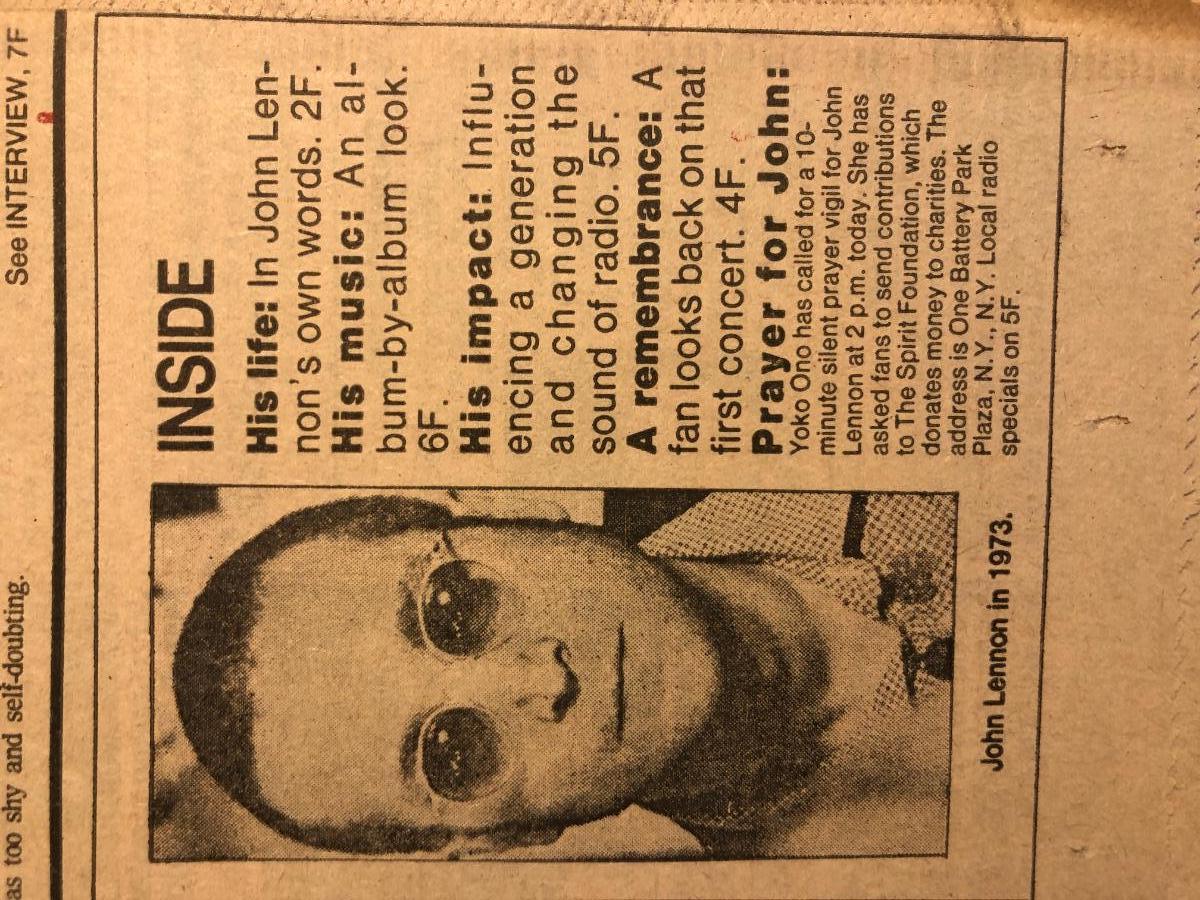 as too shy and self-doubting.
See INTERVIEW, 7F
INSIDE
His life: In John Len-
non's own words. 2F.
His music: An al-
bum-by-album look.
6F.
His impact: Influ-
encing a generation
and changing the
sound of radio. 5F.
A remembrance: A
fan looks back on that
first concert. 4F.
Prayer for John:
Yoko Ono has called for a 10-
minute silent prayer vigil for John
Lennon at 2 p.m. today. She has
asked fans to send contributions
to The Spirit Foundation, which
donates money to charities. The
address is One Battery Park
Plaza, N.Y., N.Y. Local radio
specials on 5F.
John Lennon in 1973.